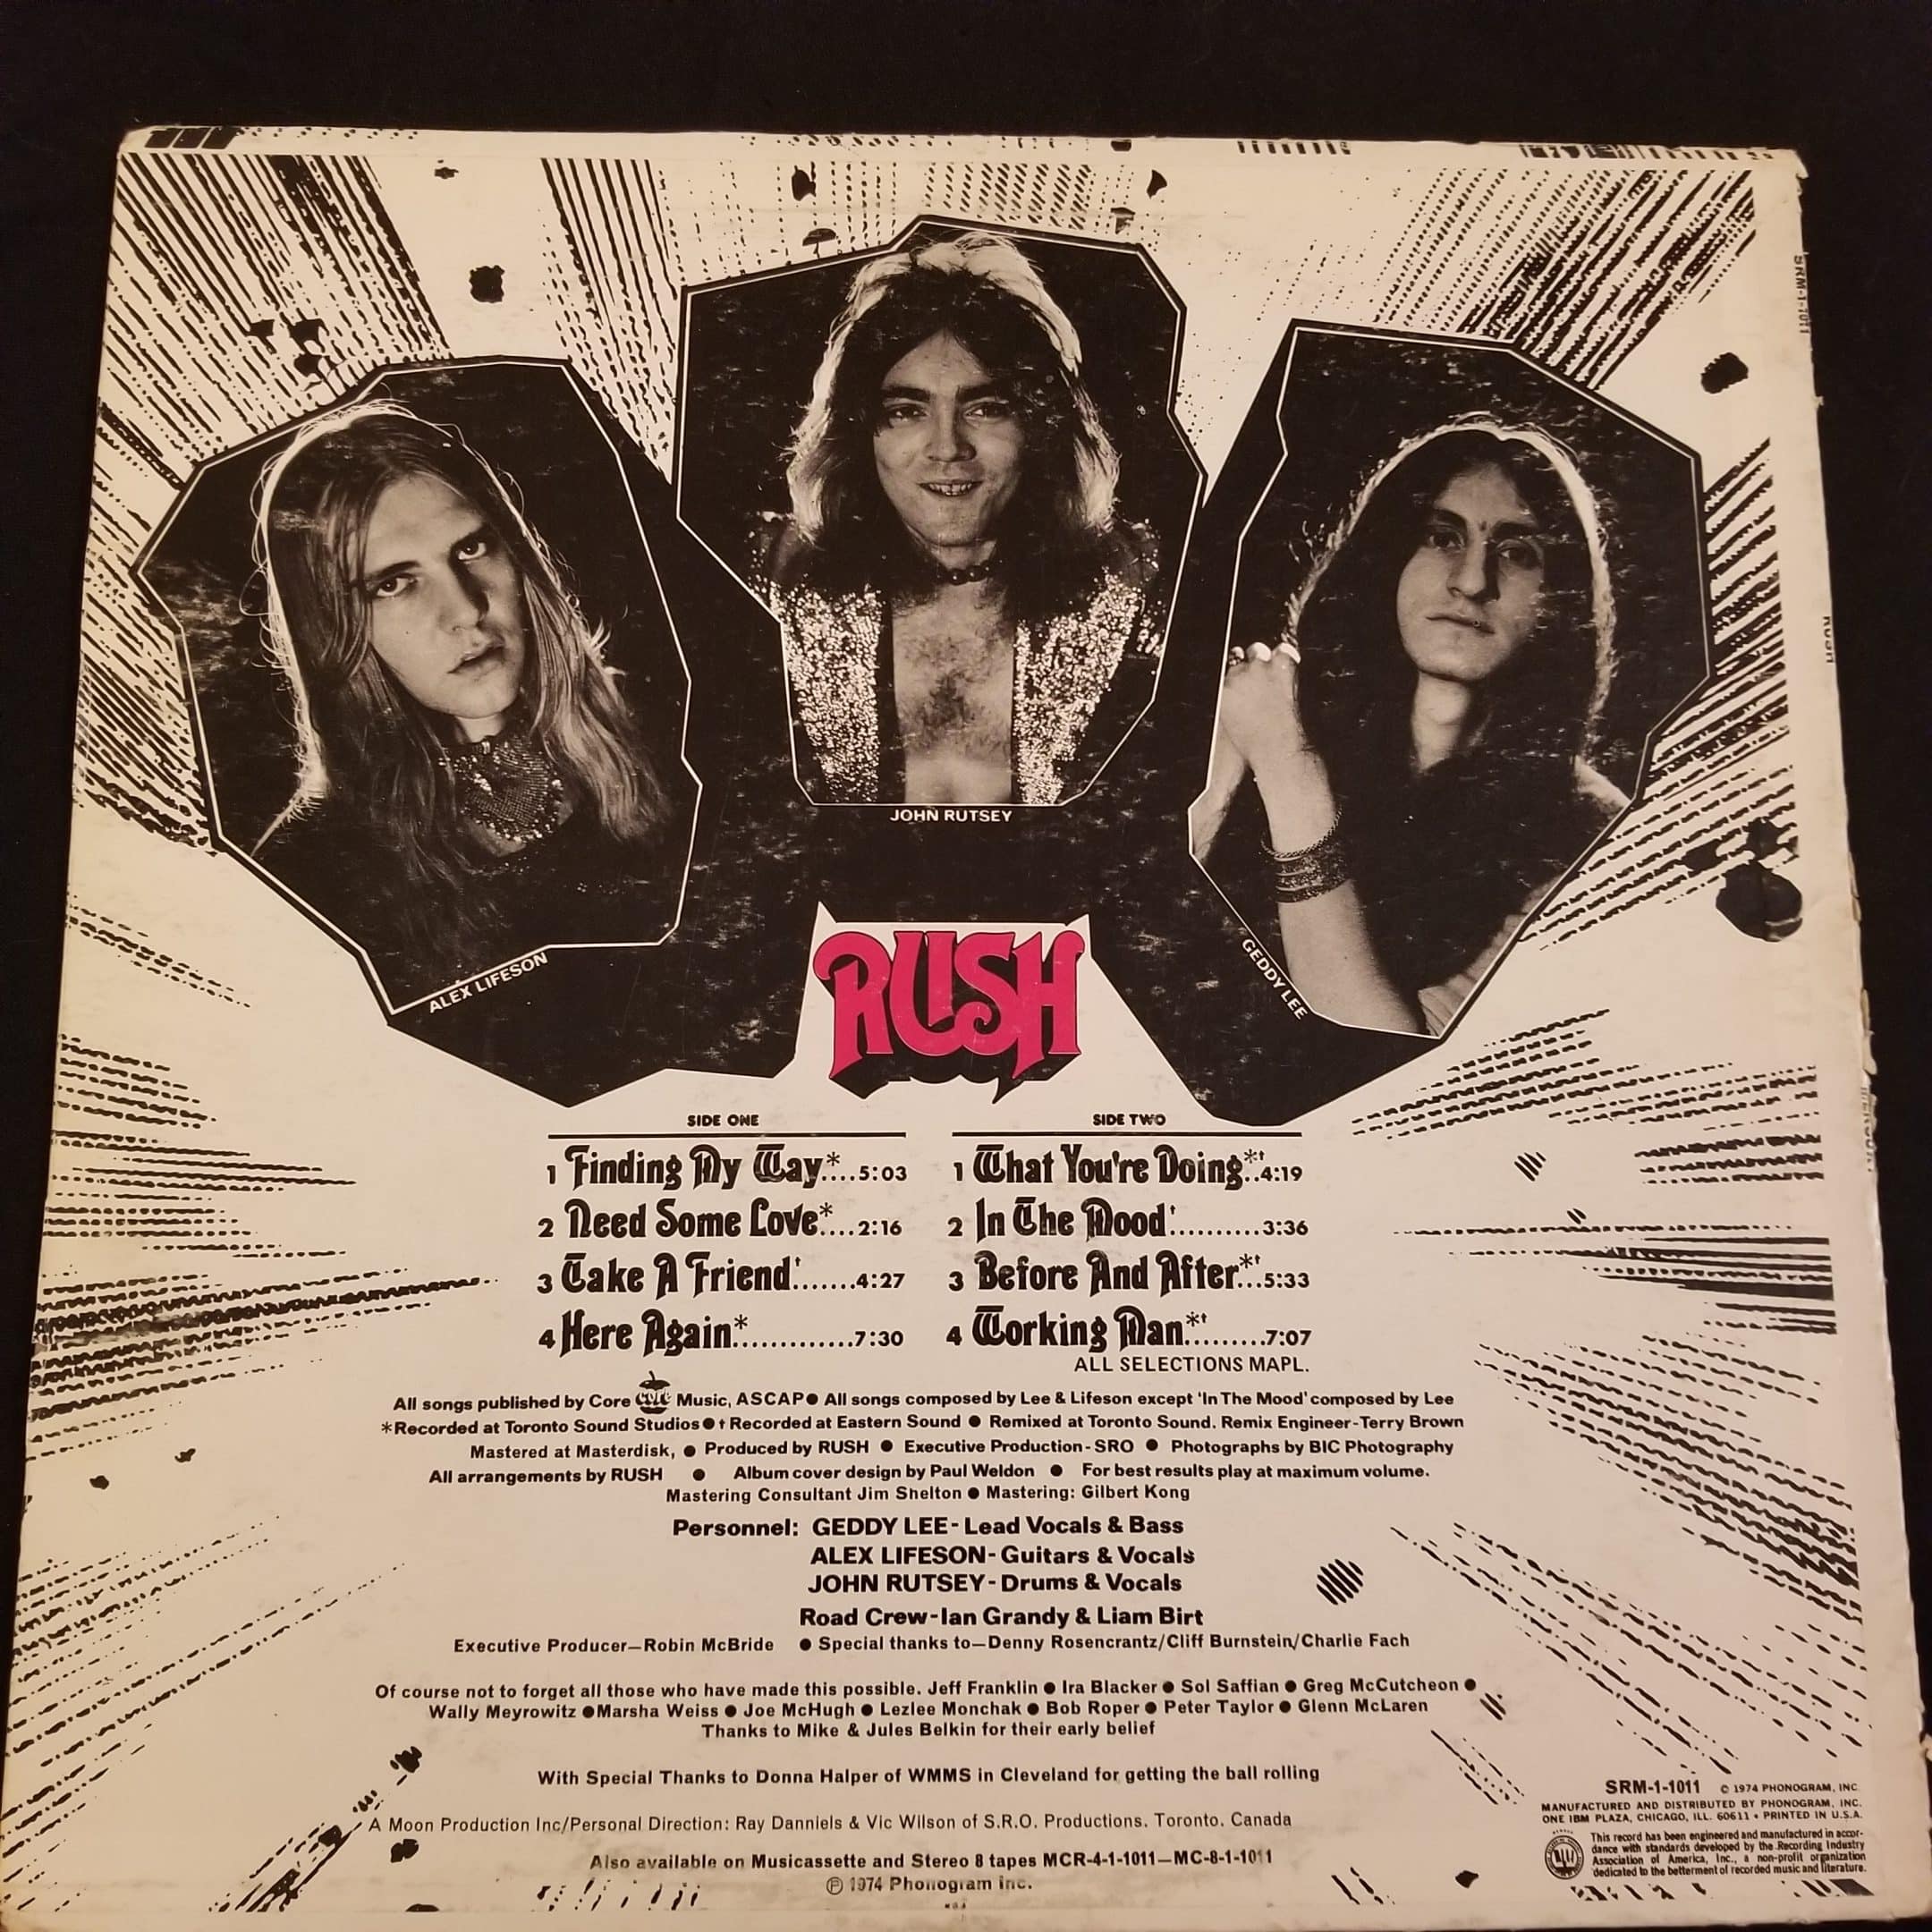 SRM-1-1011
RUSH
JOHN RUTSEY
ALEX LIFESON
GEDDY LEE
RUSH
SIDE ONE
1 Finding My Way*....5:03
2 Need Some Love*....2:16
3 Take A Friend†.......4:27
4 Here Again*............7:30
SIDE TWO
1 What You're Doing*†..4:19
2 In The Mood†..........3:36
3 Before And After*†...5:33
4 Working Man*†.........7:07
ALL SELECTIONS MAPL.
All songs published by Core core Music, ASCAP● All songs composed by Lee & Lifeson except 'In The Mood' composed by Lee
*Recorded at Toronto Sound Studios ● † Recorded at Eastern Sound ● Remixed at Toronto Sound. Remix Engineer-Terry Brown
Mastered at Masterdisk, ● Produced by RUSH ● Executive Production-SRO ● Photographs by BIC Photography
All arrangements by RUSH ● Album cover design by Paul Weldon ● For best results play at maximum volume.
Mastering Consultant Jim Shelton ● Mastering: Gilbert Kong
Personnel: GEDDY LEE-Lead Vocals & Bass
ALEX LIFESON-Guitars & Vocals
JOHN RUTSEY-Drums & Vocals
Road Crew-Ian Grandy & Liam Birt
Executive Producer—Robin McBride ● Special thanks to—Denny Rosencrantz/Cliff Burnstein/Charlie Fach
Of course not to forget all those who have made this possible. Jeff Franklin ● Ira Blacker ● Sol Saffian ● Greg McCutcheon ●
Wally Meyrowitz ●Marsha Weiss ● Joe McHugh ● Lezlee Monchak ● Bob Roper ● Peter Taylor ● Glenn McLaren
Thanks to Mike & Jules Belkin for their early belief
With Special Thanks to Donna Halper of WMMS in Cleveland for getting the ball rolling
A Moon Production Inc/Personal Direction: Ray Danniels & Vic Wilson of S.R.O. Productions. Toronto. Canada
Also available on Musicassette and Stereo 8 tapes MCR-4-1-1011—MC-8-1-1011
℗ 1974 Phonogram Inc.
SRM-1-1011 © 1974 PHONOGRAM, INC.
MANUFACTURED AND DISTRIBUTED BY PHONOGRAM, INC.
ONE IBM PLAZA, CHICAGO, ILL. 60611 • PRINTED IN U.S.A.
This record has been engineered and manufactured in accor-
dance with standards developed by the Recording Industry
Association of America, Inc., a non-profit organization
dedicated to the betterment of recorded music and literature.